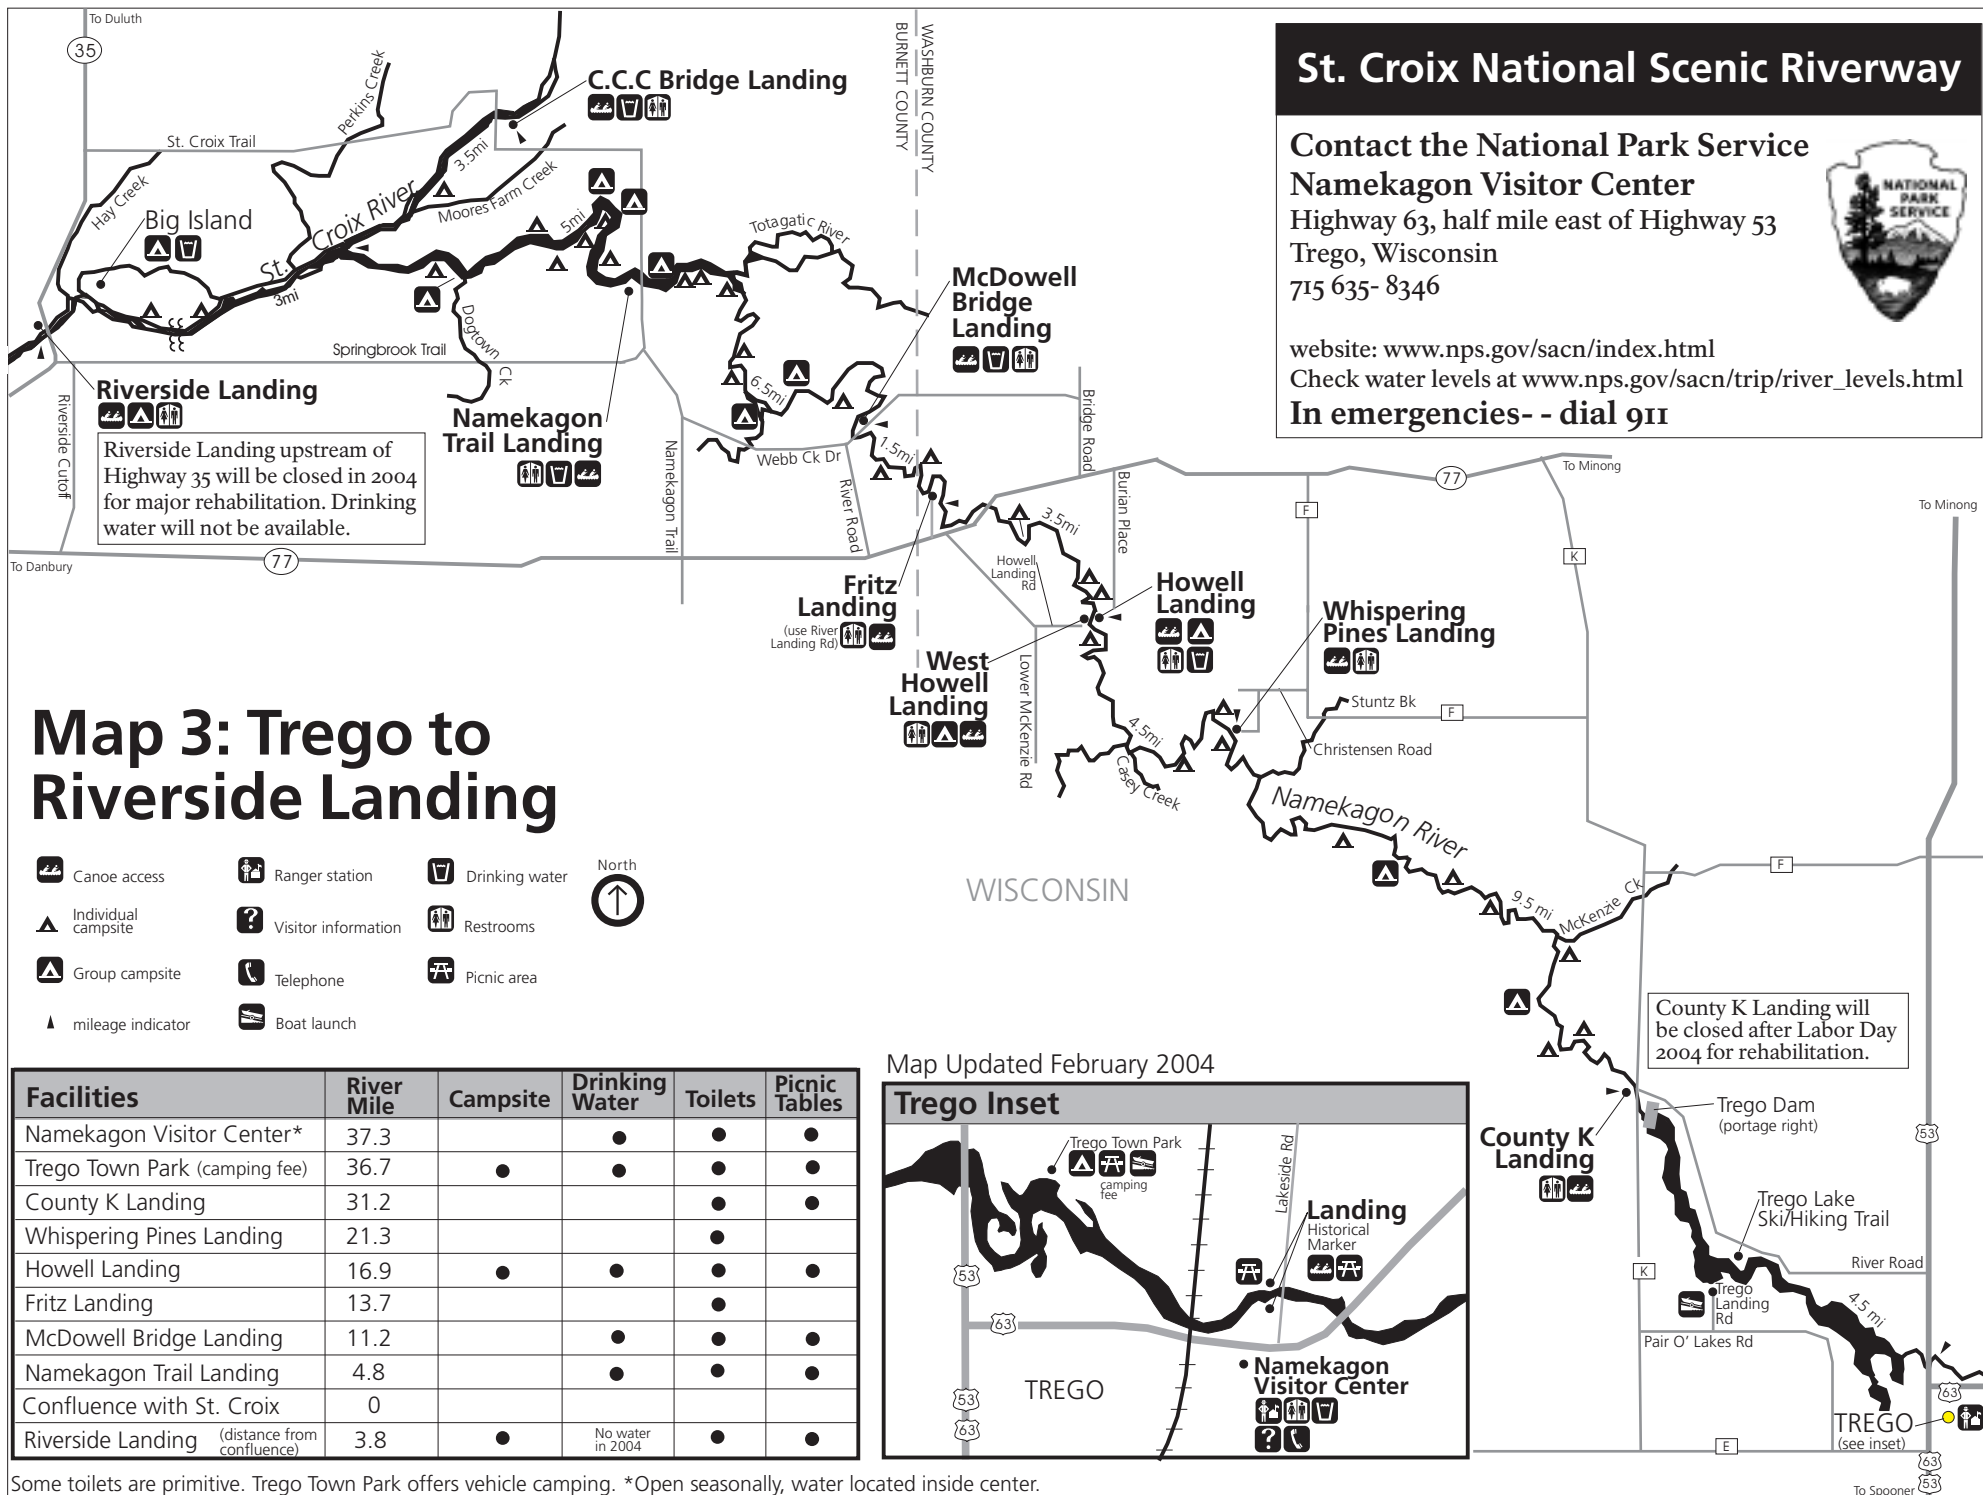 To Duluth
35
Perkins Creek
C.C.C Bridge Landing
St. Croix Trail
3.5mi
Moores Farm Creek
Hay Creek
Big Island
St. Croix River
3mi
5mi
BURNETT COUNTY
WASHBURN COUNTY
Totagatic River
Dogtown Ck
Springbrook Trail
Riverside Landing
Riverside Cutoff
Riverside Landing upstream of
Highway 35 will be closed in 2004
for major rehabilitation. Drinking
water will not be available.
Namekagon
Trail Landing
Namekagon Trail
To Danbury
77
6.5mi
McDowell
Bridge
Landing
Webb Ck Dr
1.5mi
River Road
Bridge Road
St. Croix National Scenic Riverway
Contact the National Park Service
Namekagon Visitor Center
Highway 63, half mile east of Highway 53
Trego, Wisconsin
715 635- 8346
website: www.nps.gov/sacn/index.html
Check water levels at www.nps.gov/sacn/trip/river_levels.html
In emergencies- - dial 911
NATIONAL
PARK
SERVICE
To Minong
77
F
K
To Minong
Burian Place
3.5mi
Howell
Landing
Rd
Fritz
Landing
(use River
Landing Rd)
Howell
Landing
West
Howell
Landing
Lower McKenzie Rd
Whispering
Pines Landing
Stuntz Bk
F
Christensen Road
4.5mi
Casey Creek
Namekagon River
WISCONSIN
9.5 mi
McKenzie Ck
F
County K Landing will
be closed after Labor Day
2004 for rehabilitation.
Trego Dam
(portage right)
County K
Landing
53
Trego Lake
Ski/Hiking Trail
River Road
K
Trego
Landing
Rd
4.5 mi
Pair O' Lakes Rd
63
TREGO
(see inset)
E
63
53
To Spooner
Map 3: Trego to
Riverside Landing
Canoe access
Individual
campsite
Group campsite
mileage indicator
Ranger station
? Visitor information
Telephone
Boat launch
Drinking water
Restrooms
Picnic area
North
Facilities River Mile Campsite Drinking Water Toilets Picnic Tables
Namekagon Visitor Center* 37.3 ● ● ●
Trego Town Park (camping fee) 36.7 ● ● ● ●
County K Landing 31.2 ● ●
Whispering Pines Landing 21.3 ●
Howell Landing 16.9 ● ● ● ●
Fritz Landing 13.7 ●
McDowell Bridge Landing 11.2 ● ● ●
Namekagon Trail Landing 4.8 ● ● ●
Confluence with St. Croix 0
Riverside Landing (distance from confluence) 3.8 ● No water in 2004 ● ●
Some toilets are primitive. Trego Town Park offers vehicle camping. *Open seasonally, water located inside center.
Map Updated February 2004
Trego Inset
Trego Town Park
camping
fee
Lakeside Rd
Landing
Historical
Marker
53
63
TREGO
53
63
Namekagon
Visitor Center
?